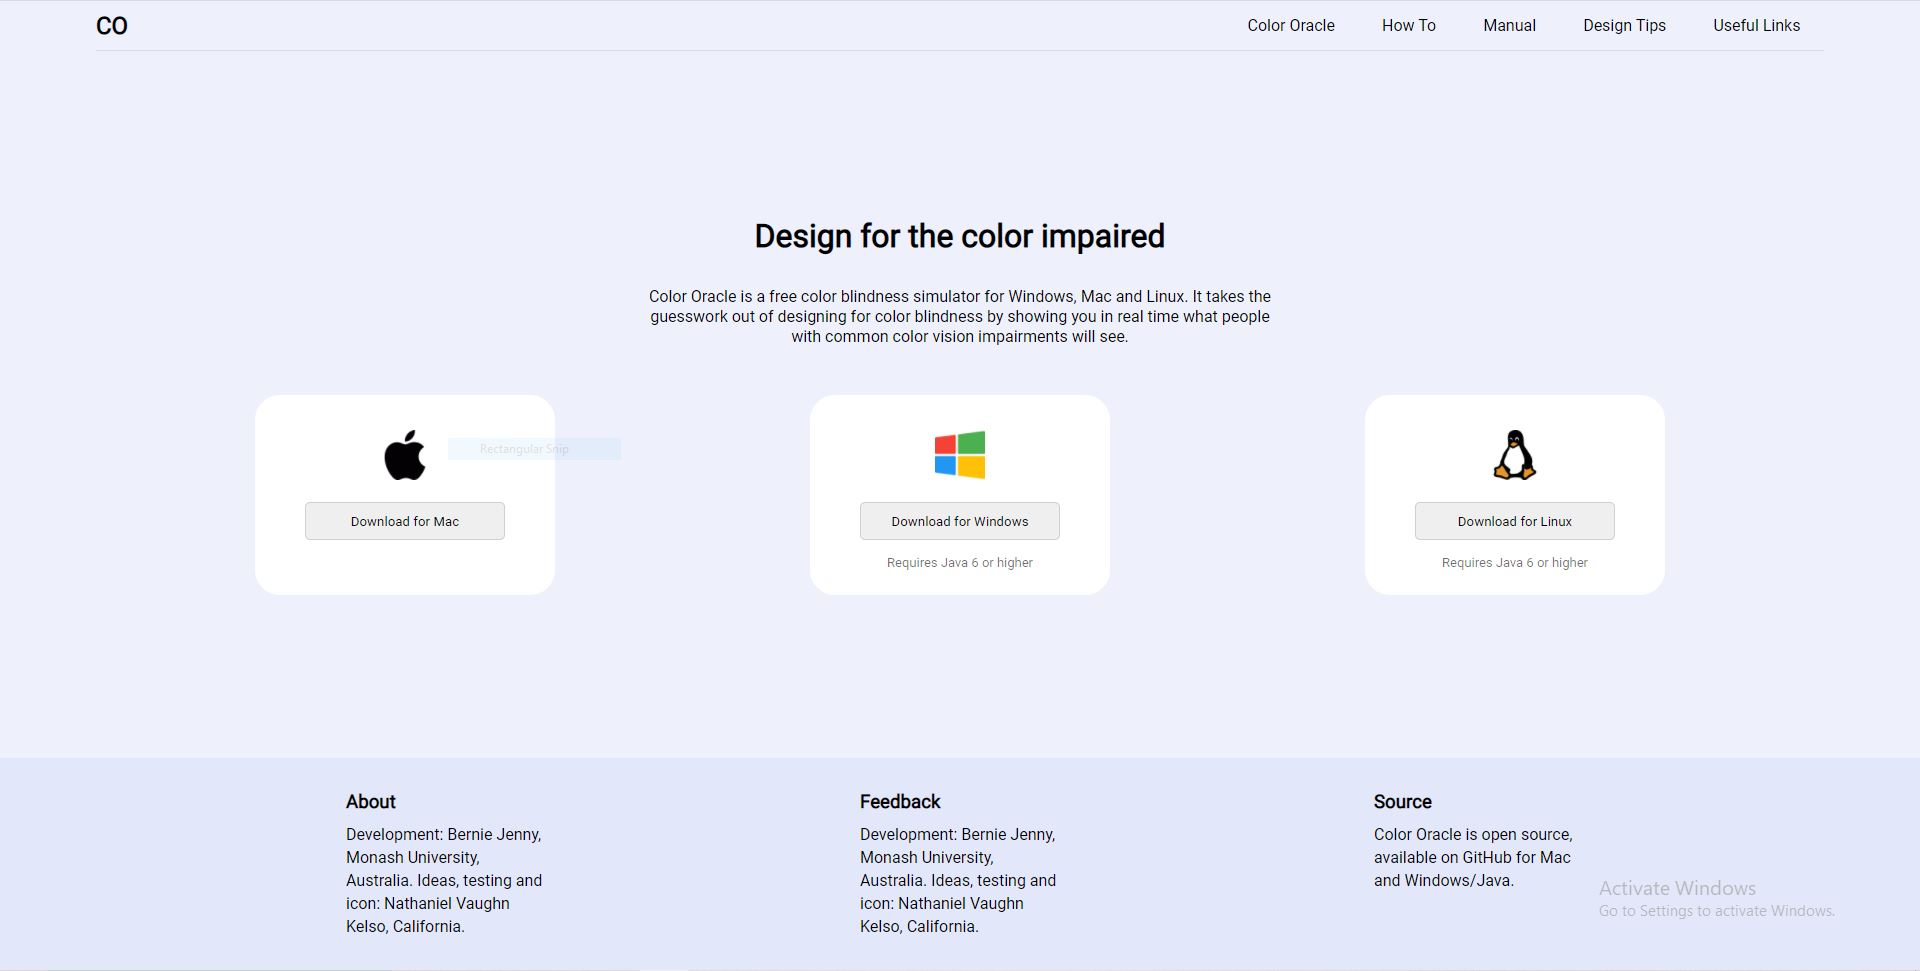 CO
Color Oracle
How To
Manual
Design Tips
Useful Links
Design for the color impaired
Color Oracle is a free color blindness simulator for Windows, Mac and Linux. It takes the
guesswork out of designing for color blindness by showing you in real time what people
with common color vision impairments will see.
Rectangular Snip
Download for Mac
Download for Windows
Requires Java 6 or higher
Download for Linux
Requires Java 6 or higher
About
Development: Bernie Jenny,
Monash University,
Australia. Ideas, testing and
icon: Nathaniel Vaughn
Kelso, California.
Feedback
Development: Bernie Jenny,
Monash University,
Australia. Ideas, testing and
icon: Nathaniel Vaughn
Kelso, California.
Source
Color Oracle is open source,
available on GitHub for Mac
and Windows/Java.
Activate Windows
Go to Settings to activate Windows.